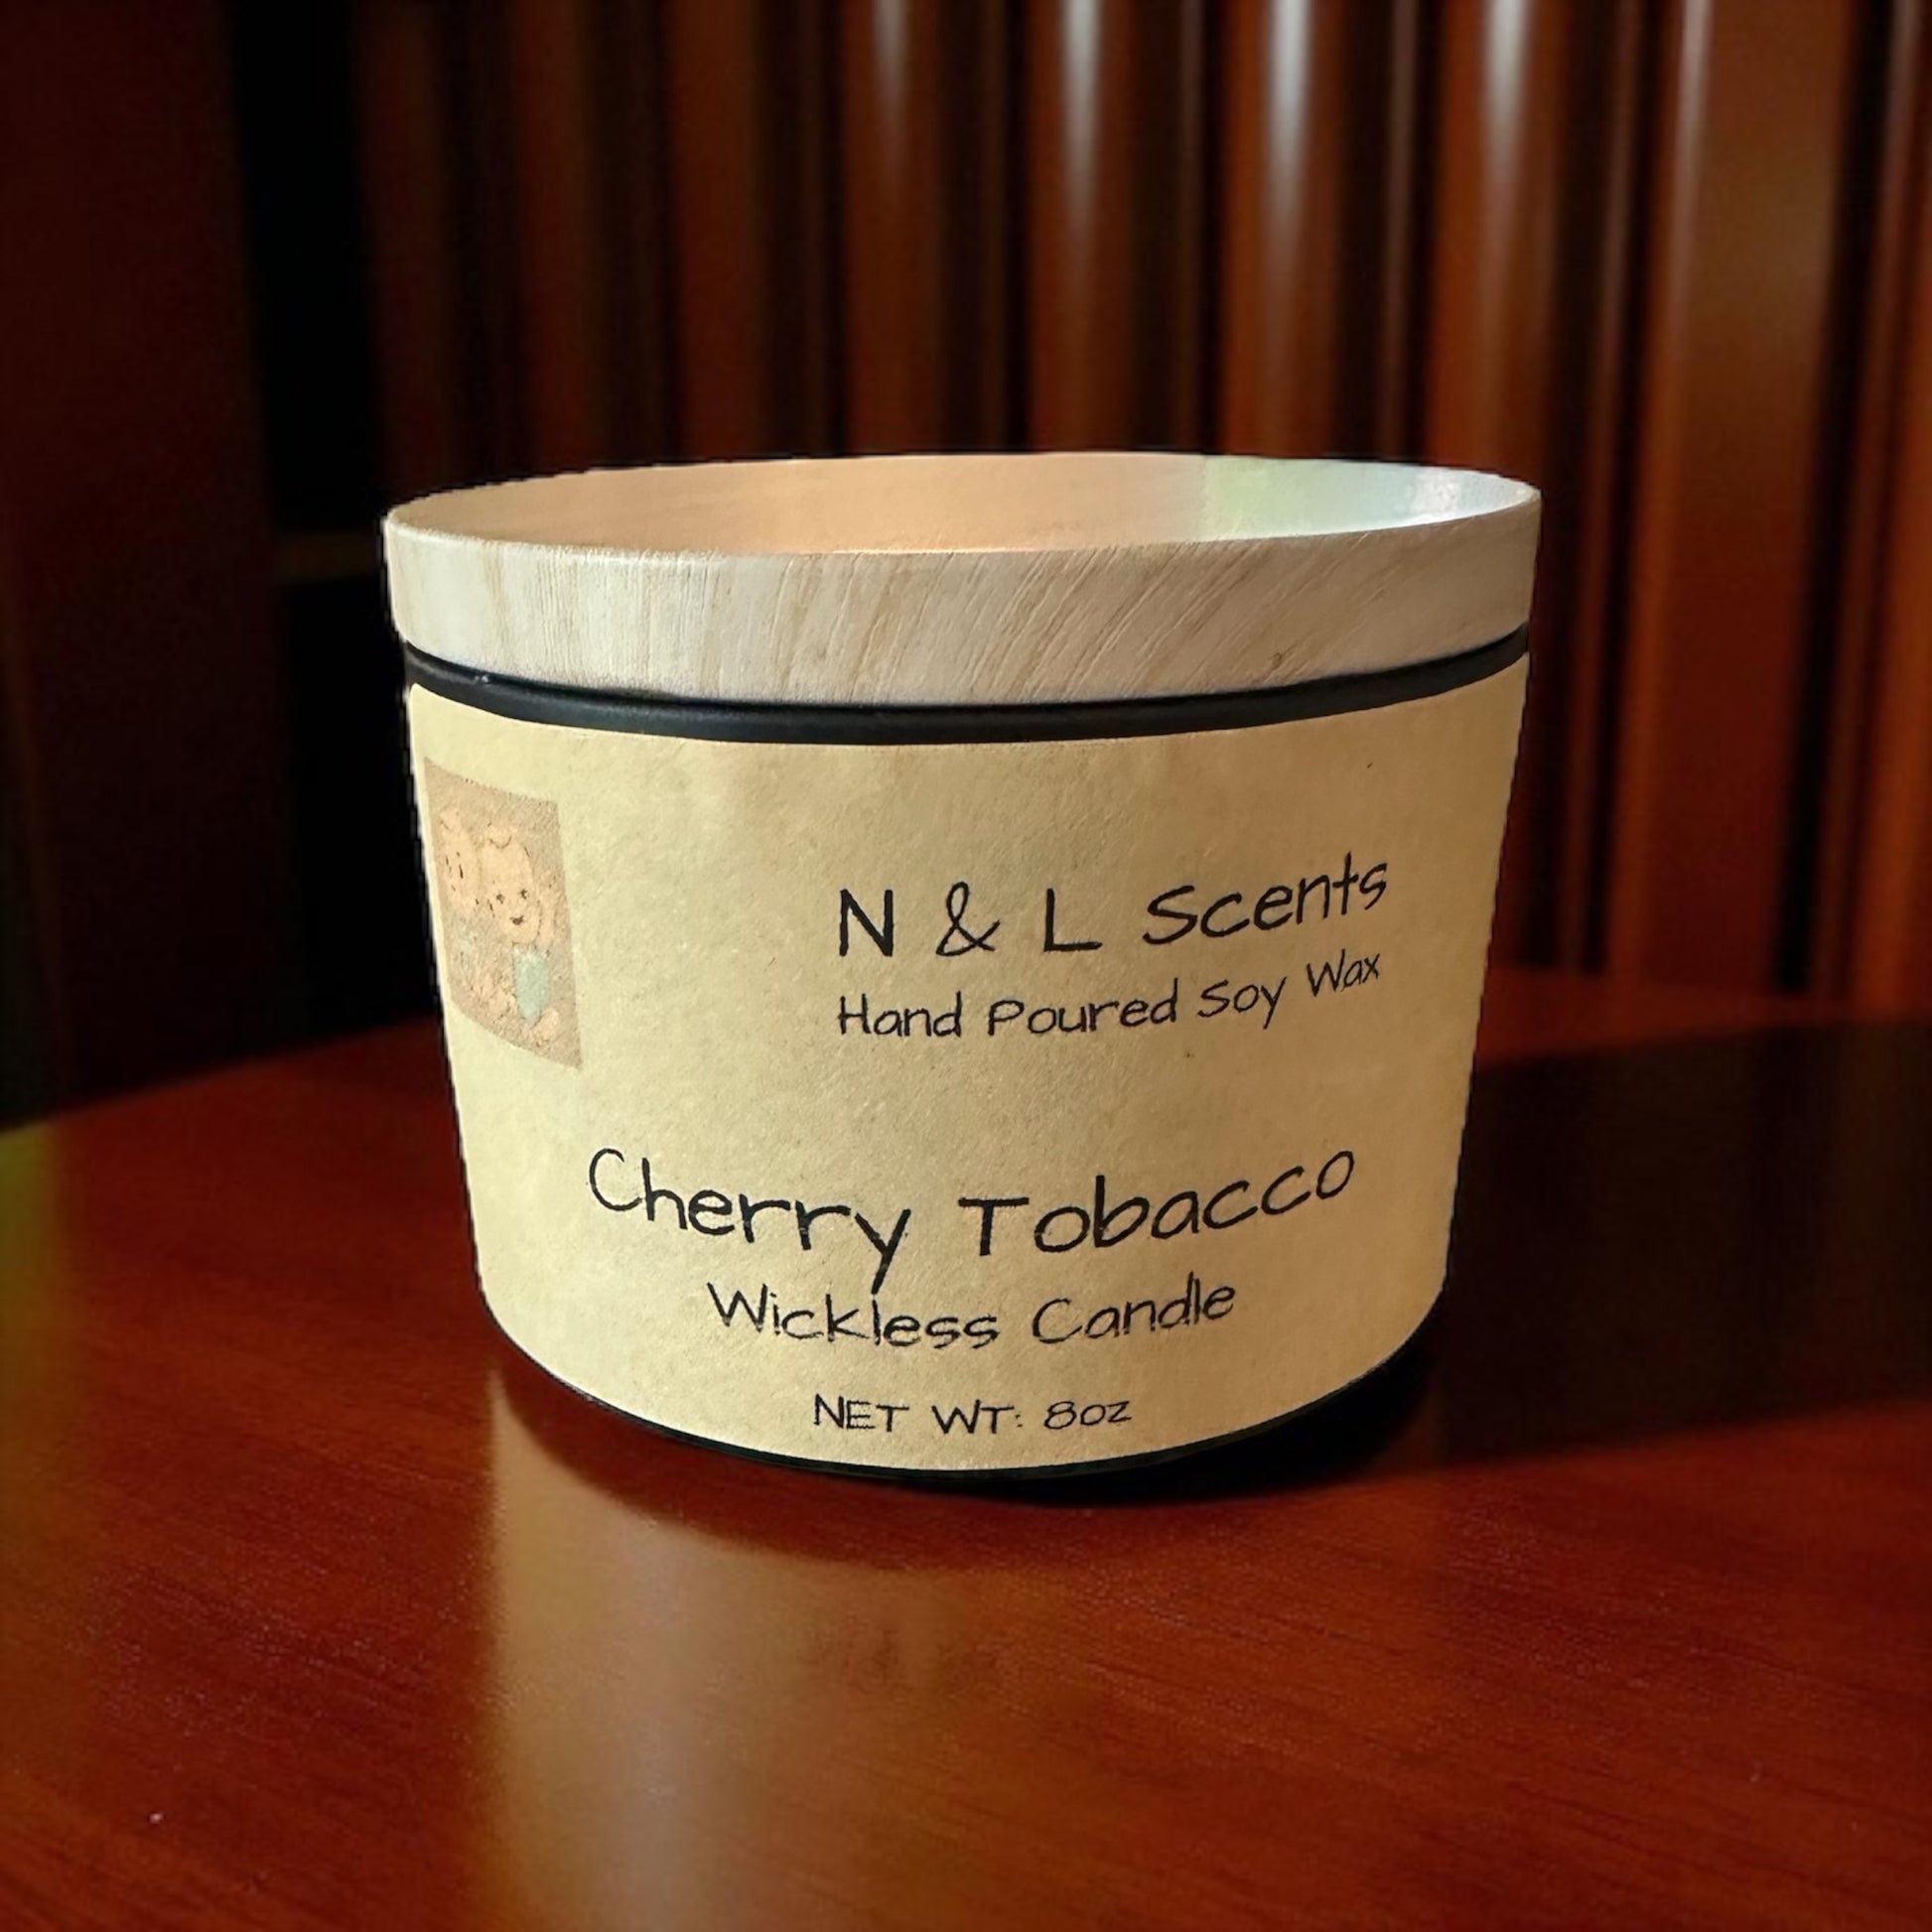 N & L Scents
Hand Poured Soy Wax
Cherry Tobacco
Wickless Candle
NET WT: 8oz